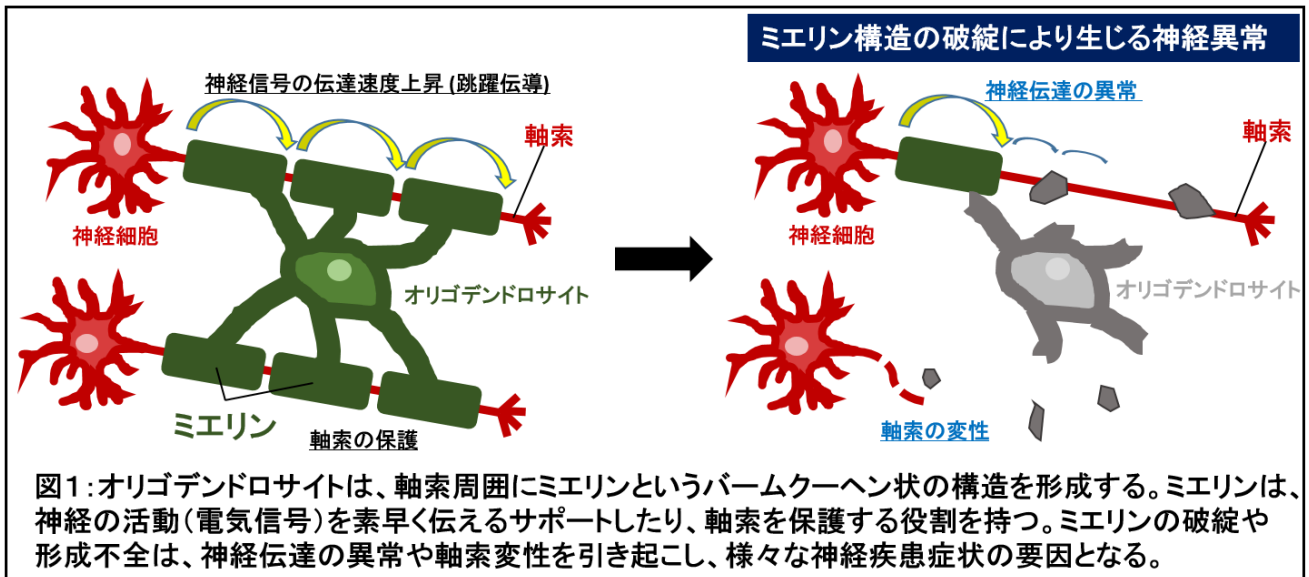 ミエリン構造の破綻により生じる神経異常
神経信号の伝達速度上昇 (跳躍伝導)
軸索
神経細胞
オリゴデンドロサイト
ミエリン
軸索の保護
神経伝達の異常
軸索
神経細胞
オリゴデンドロサイト
軸索の変性
図1:オリゴデンドロサイトは、軸索周囲にミエリンというバームクーヘン状の構造を形成する。ミエリンは、
神経の活動(電気信号)を素早く伝えるサポートしたり、軸索を保護する役割を持つ。ミエリンの破綻や
形成不全は、神経伝達の異常や軸索変性を引き起こし、様々な神経疾患症状の要因となる。